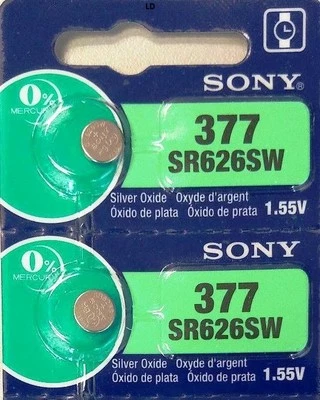 LD
SONY®
0%
MERCURY
377
SR626SW
Silver Oxide Oxyde d'argent
Óxido de plata Óxido de prata 1.55V
SONY
0%
MERCURY
377
SR626SW
Silver Oxide Oxyde d'argent
Óxido de plata Óxido de prata 1.55V